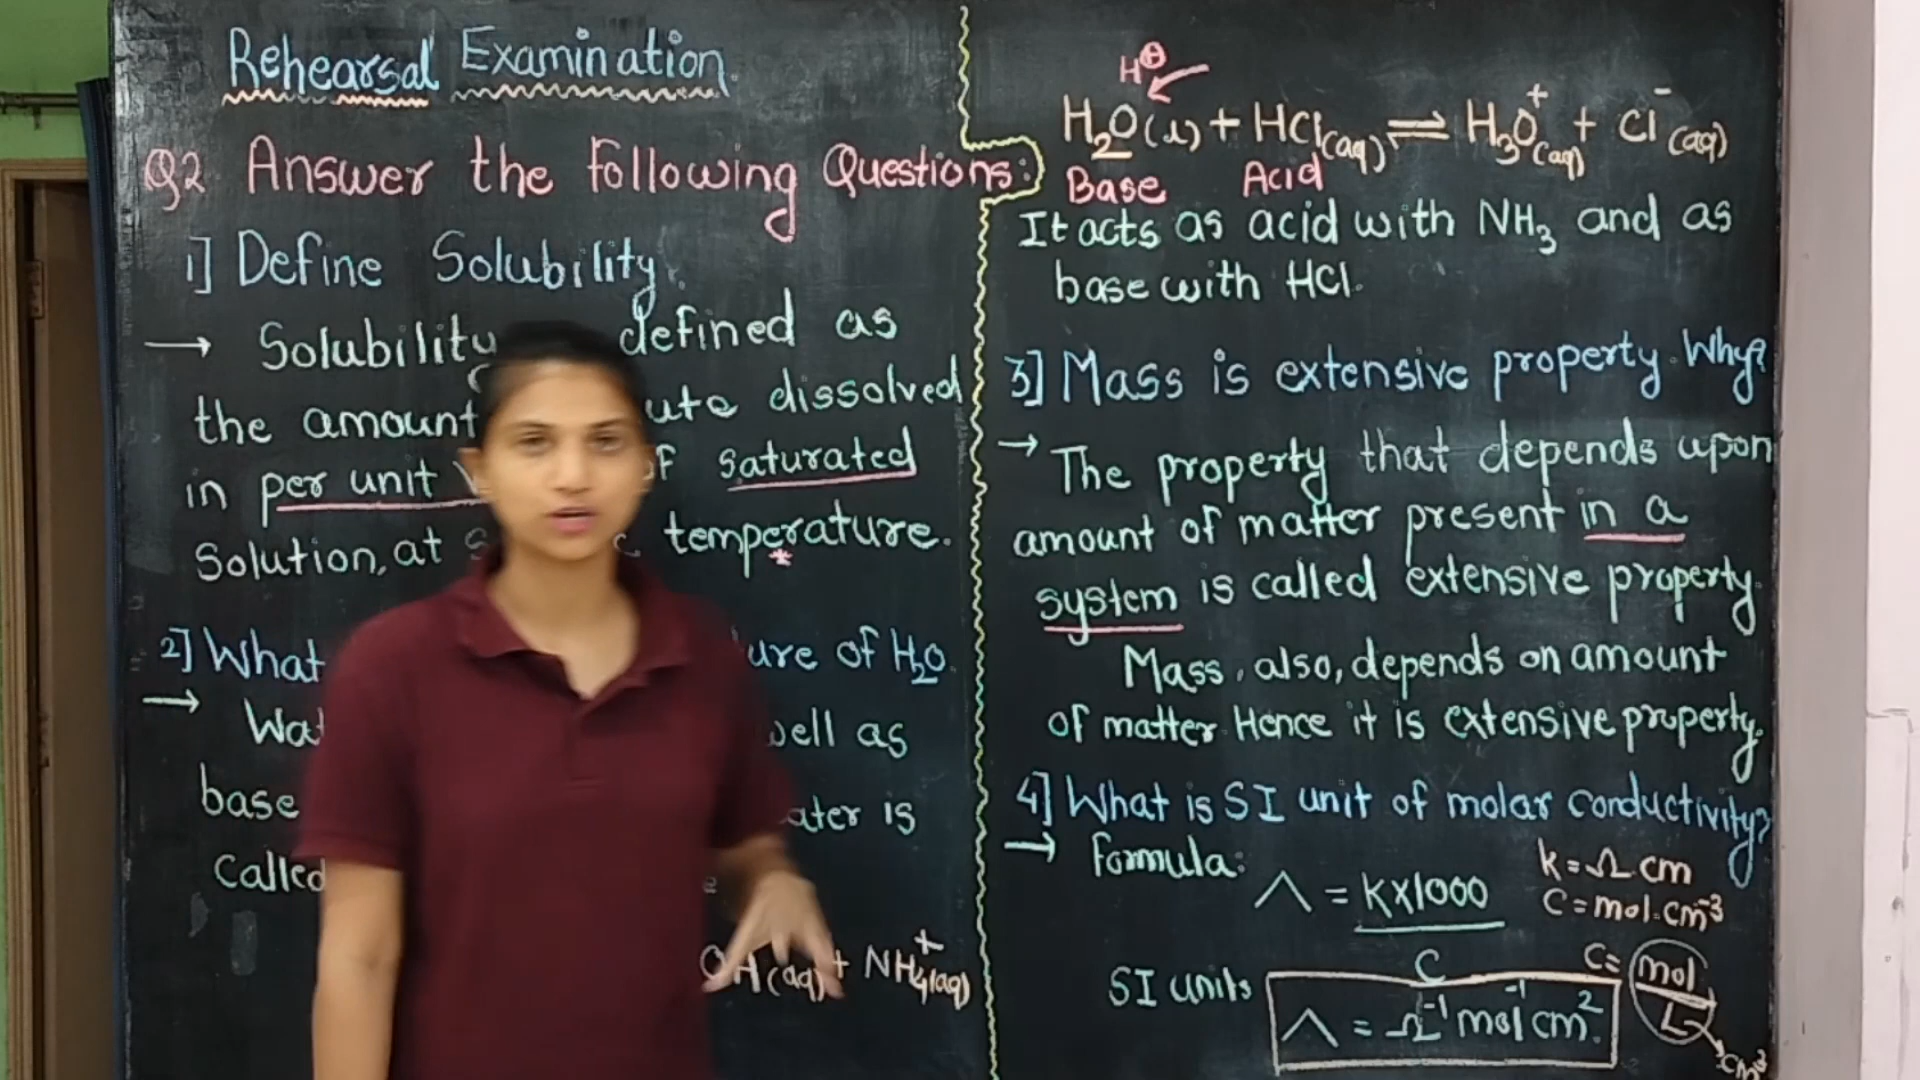 Rehearsal Examination.
Q2 Answer the following Questions:
1] Define Solubility.
→ Solubility defined as
the amount dissolved
in per unit of saturated
Solution, at temperature.
2] What of H₂O.
→ well as
base is
Called
OH(aq) + NH₄⁺(aq)
H⊕
H₂O(l) + HCl(aq) ⇌ H₃O⁺(aq) + Cl⁻(aq)
Base Acid
It acts as acid with NH₃ and as
base with HCl.
3] Mass is extensive property. Why?
→ The property that depends upon
amount of matter present in a
system is called extensive property.
Mass, also, depends on amount
of matter. Hence it is extensive property.
4] What is SI unit of molar conductivity?
→ Formula:
Λ = K×1000
C
k = Ω cm
C = mol.cm⁻³
C = mol
L → cm³
SI units
Λ = Ω⁻¹ mol⁻¹ cm².